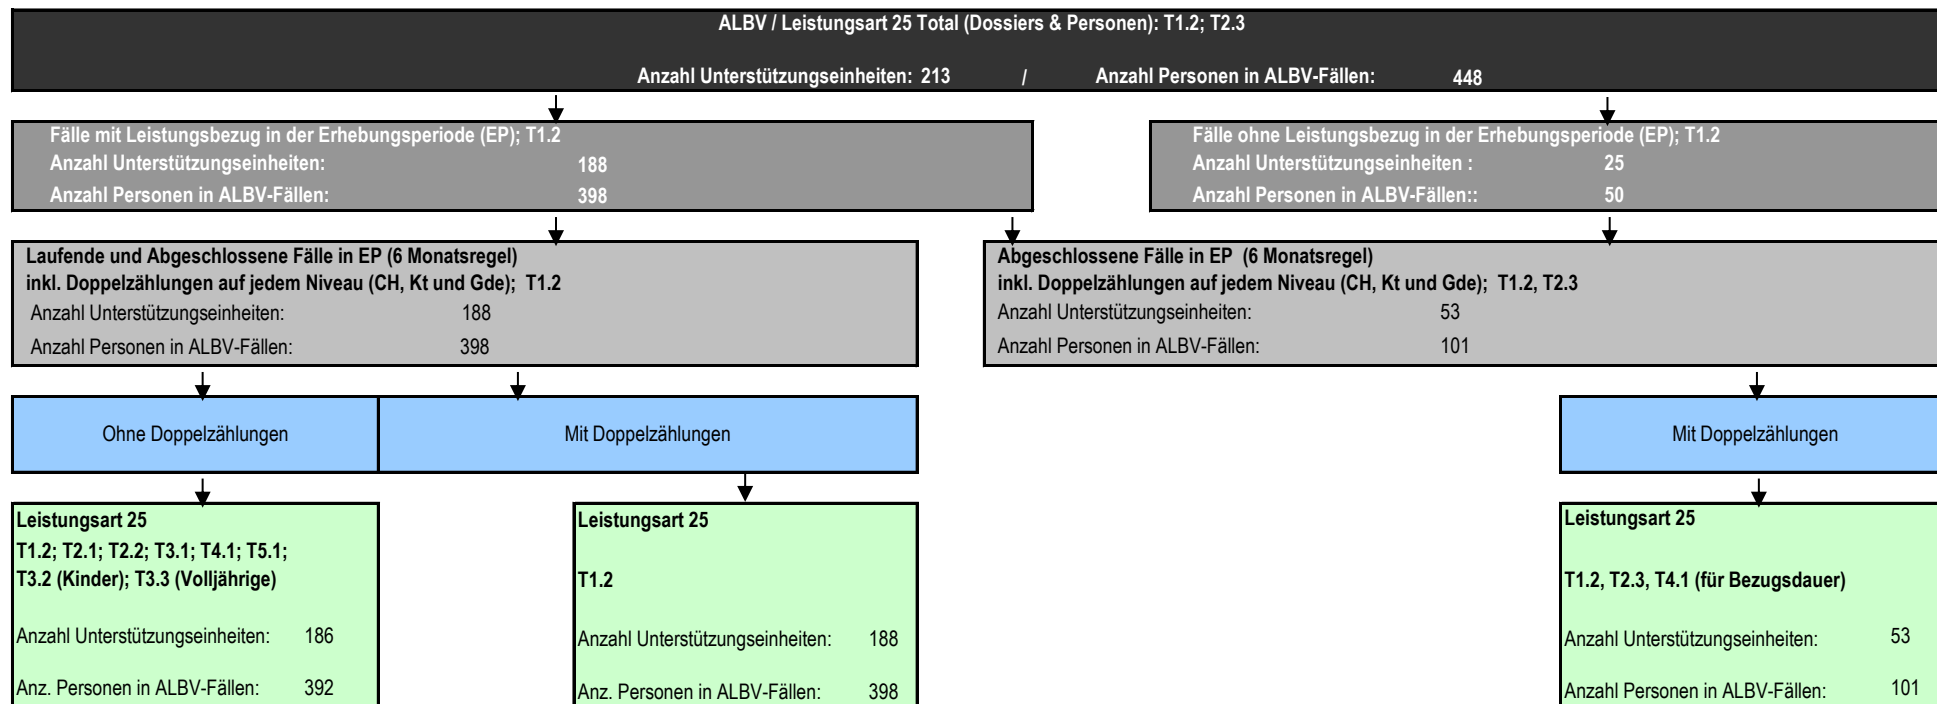 ALBV / Leistungsart 25 Total (Dossiers & Personen): T1.2; T2.3
Anzahl Unterstützungseinheiten: 213 / Anzahl Personen in ALBV-Fällen: 448
Fälle mit Leistungsbezug in der Erhebungsperiode (EP); T1.2
Anzahl Unterstützungseinheiten: 188
Anzahl Personen in ALBV-Fällen: 398
Fälle ohne Leistungsbezug in der Erhebungsperiode (EP); T1.2
Anzahl Unterstützungseinheiten : 25
Anzahl Personen in ALBV-Fällen:: 50
Laufende und Abgeschlossene Fälle in EP (6 Monatsregel)
inkl. Doppelzählungen auf jedem Niveau (CH, Kt und Gde); T1.2
Anzahl Unterstützungseinheiten: 188
Anzahl Personen in ALBV-Fällen: 398
Abgeschlossene Fälle in EP (6 Monatsregel)
inkl. Doppelzählungen auf jedem Niveau (CH, Kt und Gde); T1.2, T2.3
Anzahl Unterstützungseinheiten: 53
Anzahl Personen in ALBV-Fällen: 101
Ohne Doppelzählungen
Mit Doppelzählungen
Mit Doppelzählungen
Leistungsart 25
T1.2; T2.1; T2.2; T3.1; T4.1; T5.1;
T3.2 (Kinder); T3.3 (Volljährige)
Anzahl Unterstützungseinheiten: 186
Anz. Personen in ALBV-Fällen: 392
Leistungsart 25
T1.2
Anzahl Unterstützungseinheiten: 188
Anz. Personen in ALBV-Fällen: 398
Leistungsart 25
T1.2, T2.3, T4.1 (für Bezugsdauer)
Anzahl Unterstützungseinheiten: 53
Anzahl Personen in ALBV-Fällen: 101